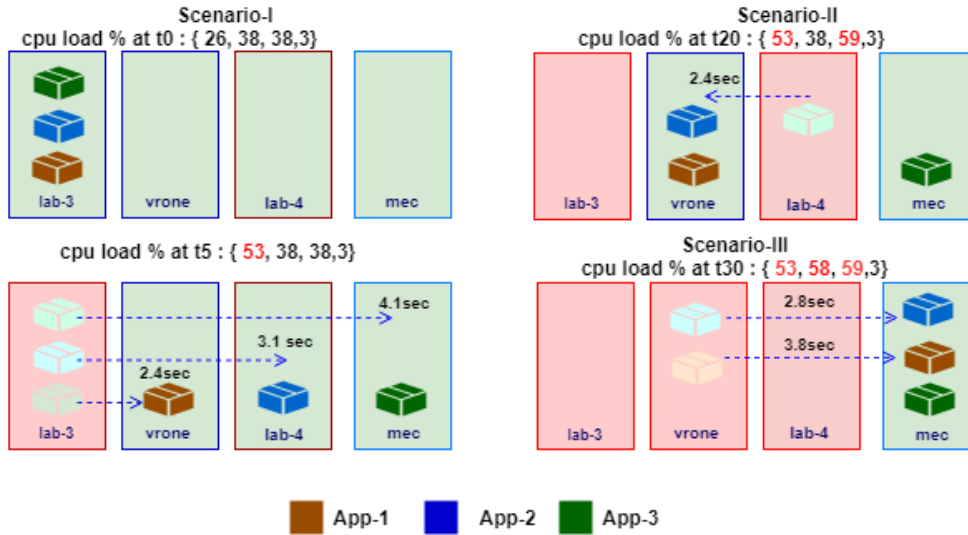 Scenario-I
cpu load % at t0 : { 26, 38, 38,3}
lab-3
vrone
lab-4
mec
cpu load % at t5 : { 53, 38, 38,3}
4.1sec
3.1 sec
2.4sec
lab-3
vrone
lab-4
mec
Scenario-II
cpu load % at t20 : { 53, 38, 59,3}
2.4sec
lab-3
vrone
lab-4
mec
Scenario-III
cpu load % at t30 : { 53, 58, 59,3}
2.8sec
3.8sec
lab-3
vrone
lab-4
mec
App-1
App-2
App-3